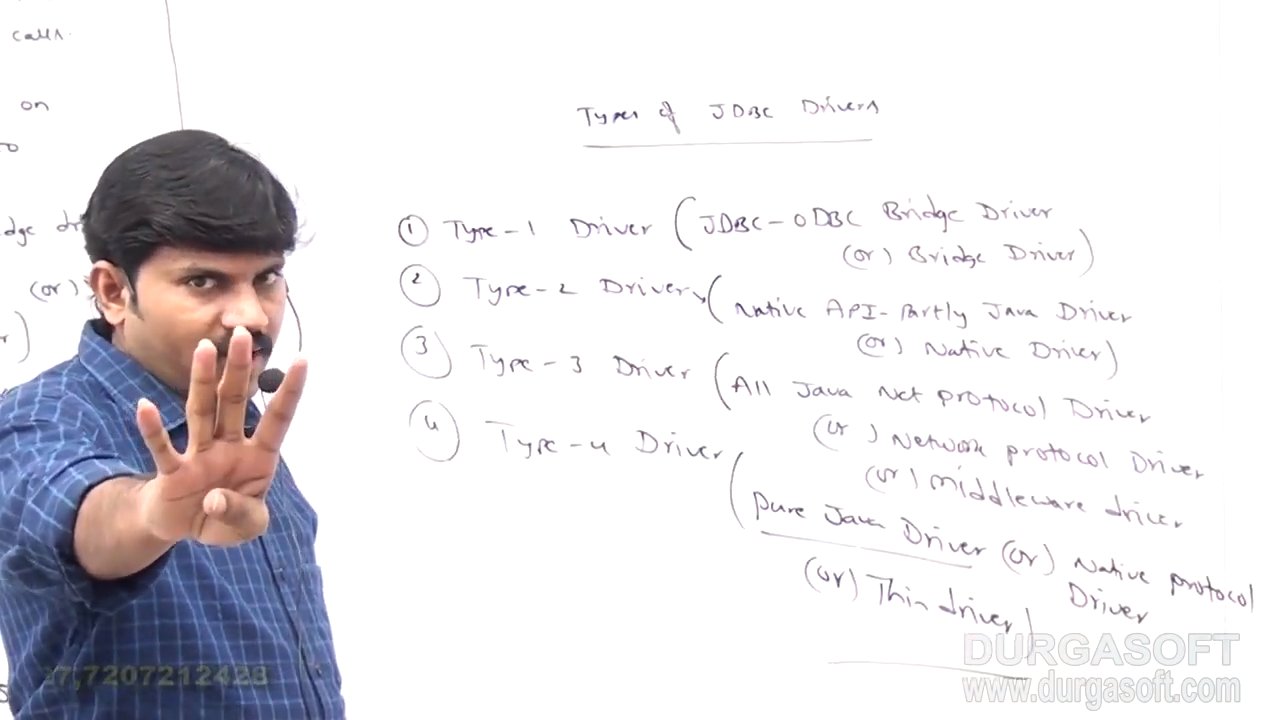 calls.
on
to
dge dr
(or)
Types of JDBC Drivers
① Type-1 Driver (JDBC-ODBC Bridge Driver
(or) Bridge Driver)
② Type-2 Driver (Native API-Partly Java Driver
(or) Native Driver)
③ Type-3 Driver (All Java Net protocol Driver
(or) Network protocol Driver
(or) middleware driver
④ Type-4 Driver
(pure Java Driver (or) Native protocol
Driver
(or) Thin driver)
DURGASOFT
www.durgasoft.com
7,7207212428